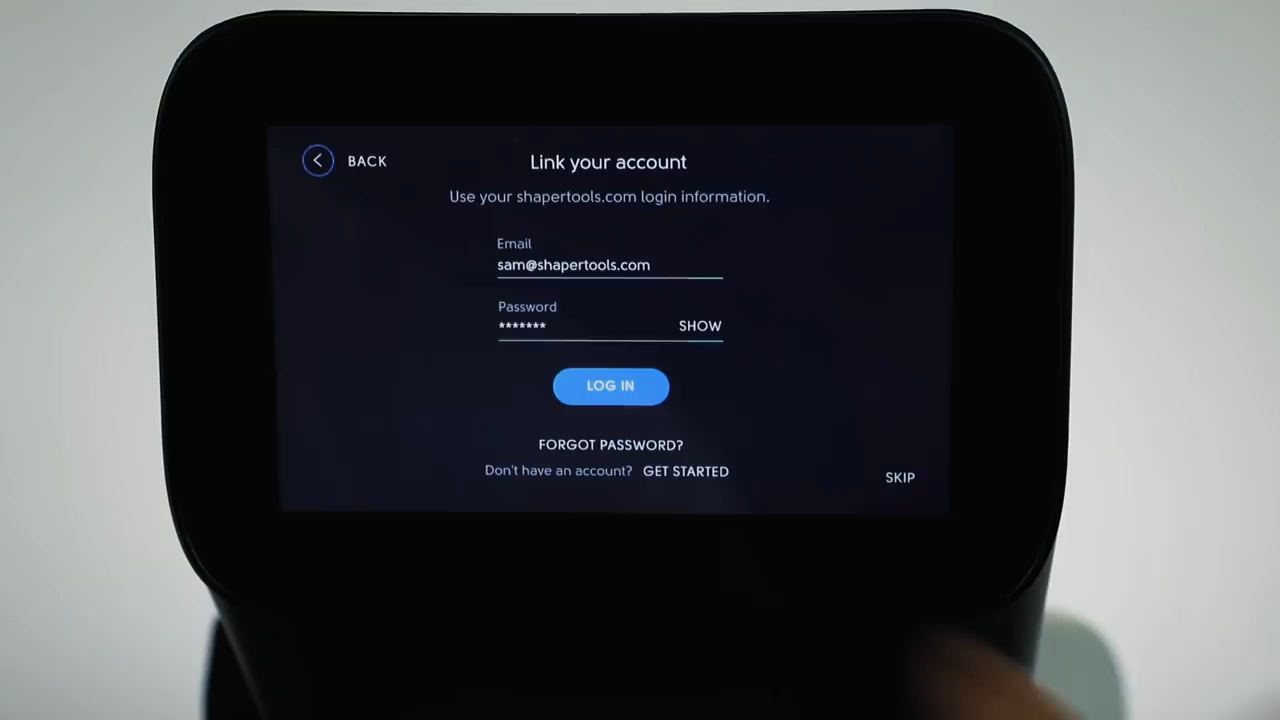 BACK
Link your account
Use your shapertools.com login information.
Email
sam@shapertools.com
Password
*******
SHOW
LOG IN
FORGOT PASSWORD?
Don't have an account? GET STARTED
SKIP